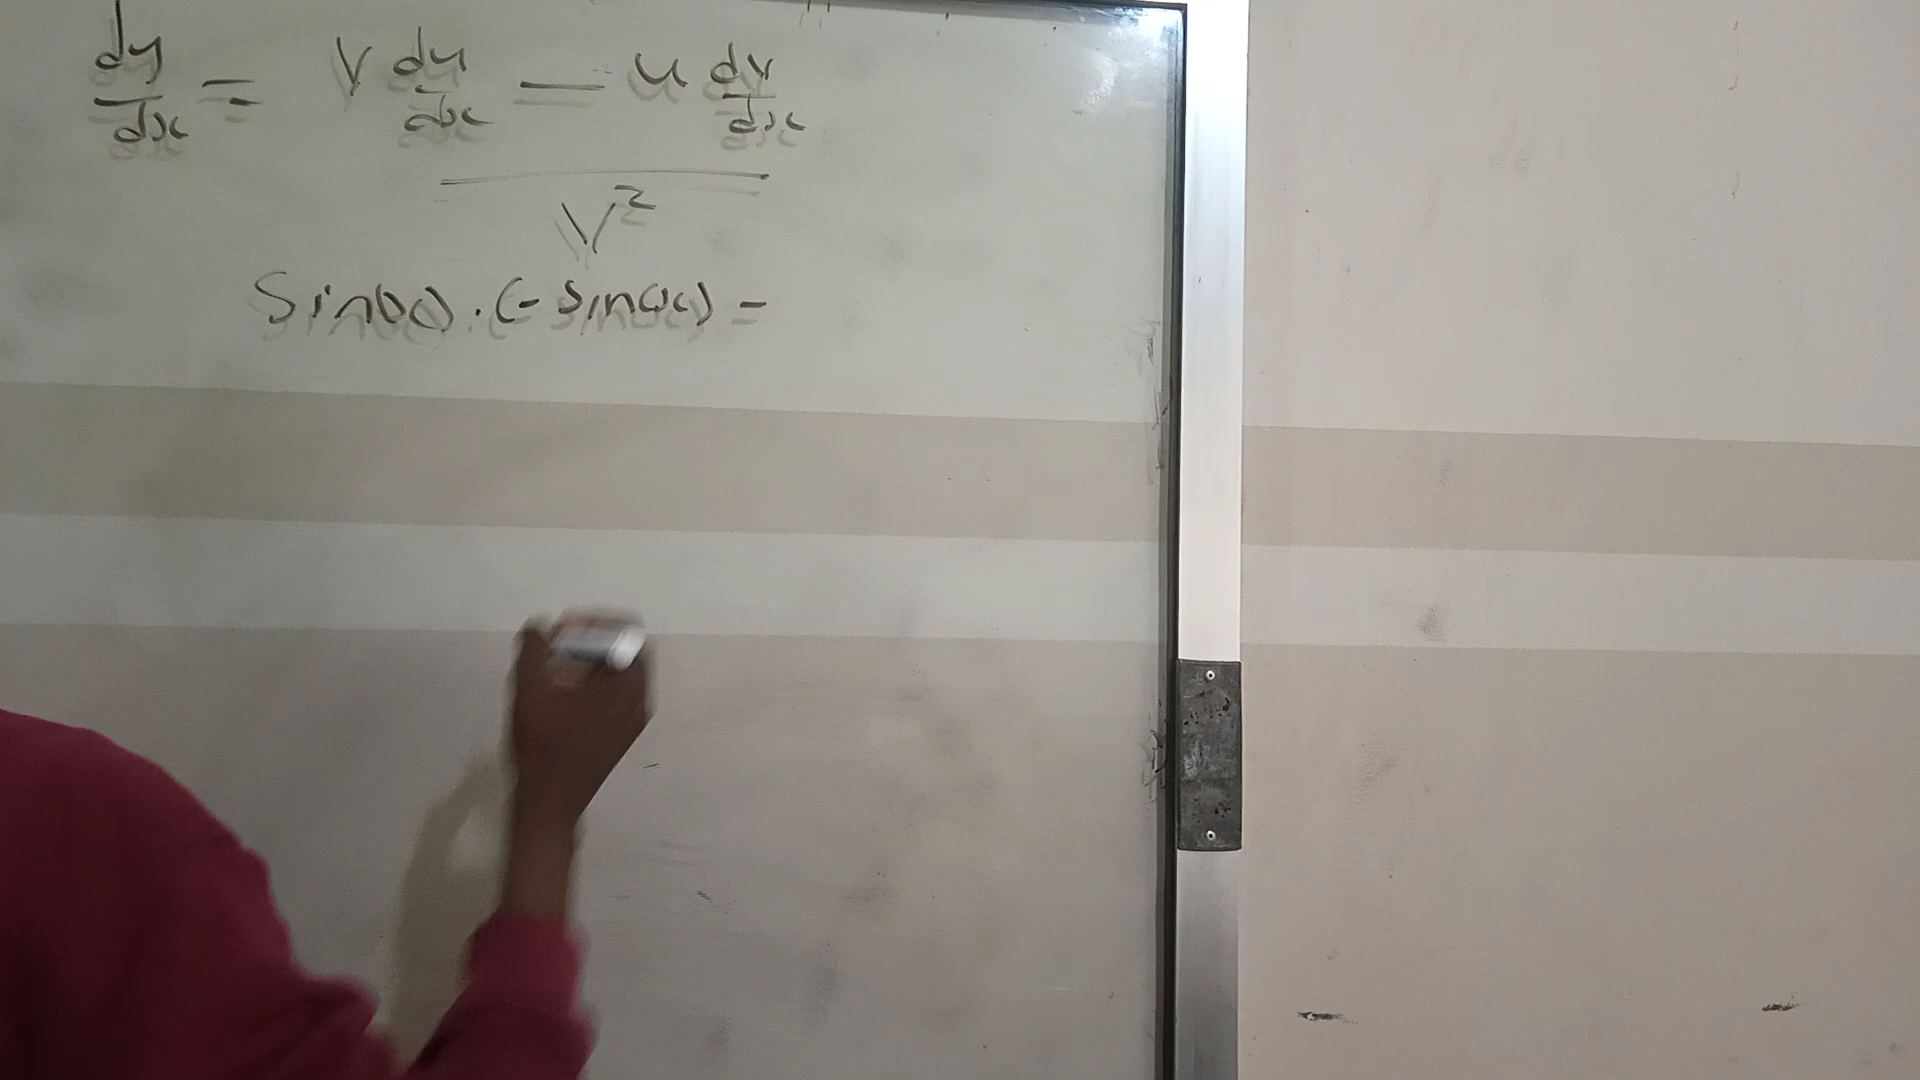 dy/dx = V du/dx — u dv/dx
V²
Sin(x).(-sin(x)) =